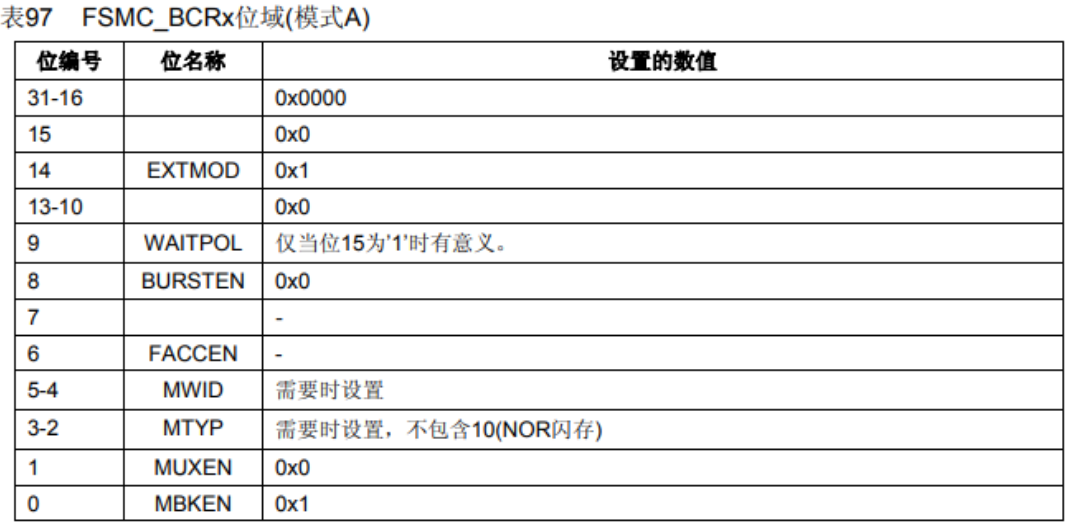 表97 FSMC_BCRx位域(模式A)
位编号 位名称 设置的数值
31-16 0x0000
15 0x0
14 EXTMOD 0x1
13-10 0x0
9 WAITPOL 仅当位15为'1'时有意义。
8 BURSTEN 0x0
7 -
6 FACCEN -
5-4 MWID 需要时设置
3-2 MTYP 需要时设置，不包含10(NOR闪存)
1 MUXEN 0x0
0 MBKEN 0x1